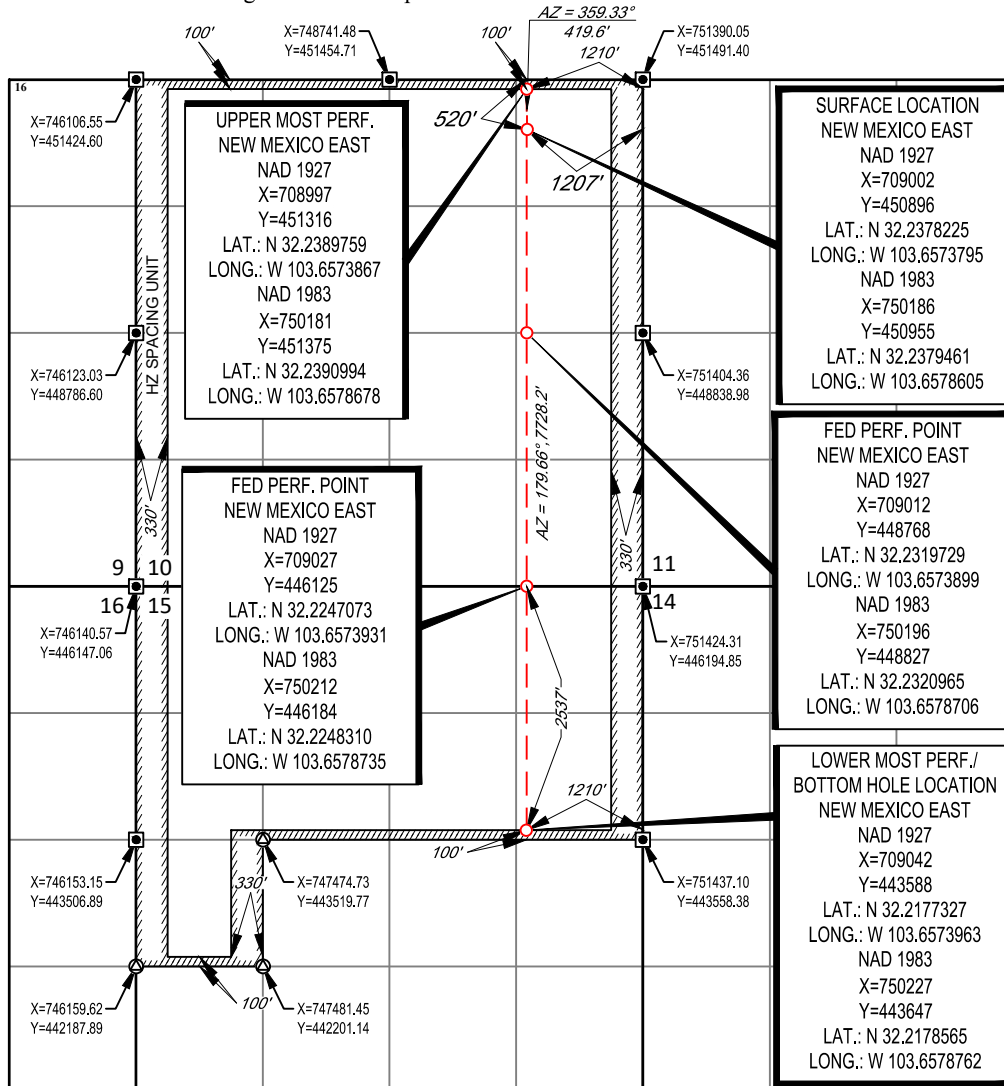 AZ = 359.33°
419.6'
100'
X=748741.48
Y=451454.71
100'
1210'
X=751390.05
Y=451491.40
16
X=746106.55
Y=451424.60
UPPER MOST PERF.
NEW MEXICO EAST
NAD 1927
X=708997
Y=451316
LAT.: N 32.2389759
LONG.: W 103.6573867
NAD 1983
X=750181
Y=451375
LAT.: N 32.2390994
LONG.: W 103.6578678
520'
1207'
SURFACE LOCATION
NEW MEXICO EAST
NAD 1927
X=709002
Y=450896
LAT.: N 32.2378225
LONG.: W 103.6573795
NAD 1983
X=750186
Y=450955
LAT.: N 32.2379461
LONG.: W 103.6578605
HZ SPACING UNIT
X=746123.03
Y=448786.60
X=751404.36
Y=448838.98
FED PERF. POINT
NEW MEXICO EAST
NAD 1927
X=709012
Y=448768
LAT.: N 32.2319729
LONG.: W 103.6573899
NAD 1983
X=750196
Y=448827
LAT.: N 32.2320965
LONG.: W 103.6578706
AZ = 179.66°,7728.2'
330'
330'
FED PERF. POINT
NEW MEXICO EAST
NAD 1927
X=709027
Y=446125
LAT.: N 32.2247073
LONG.: W 103.6573931
NAD 1983
X=750212
Y=446184
LAT.: N 32.2248310
LONG.: W 103.6578735
9 10
16 15
11
14
X=746140.57
Y=446147.06
X=751424.31
Y=446194.85
2537'
LOWER MOST PERF./
BOTTOM HOLE LOCATION
NEW MEXICO EAST
NAD 1927
X=709042
Y=443588
LAT.: N 32.2177327
LONG.: W 103.6573963
NAD 1983
X=750227
Y=443647
LAT.: N 32.2178565
LONG.: W 103.6578762
1210'
100'
X=746153.15
Y=443506.89
330'
X=747474.73
Y=443519.77
X=751437.10
Y=443558.38
X=746159.62
Y=442187.89
100'
X=747481.45
Y=442201.14